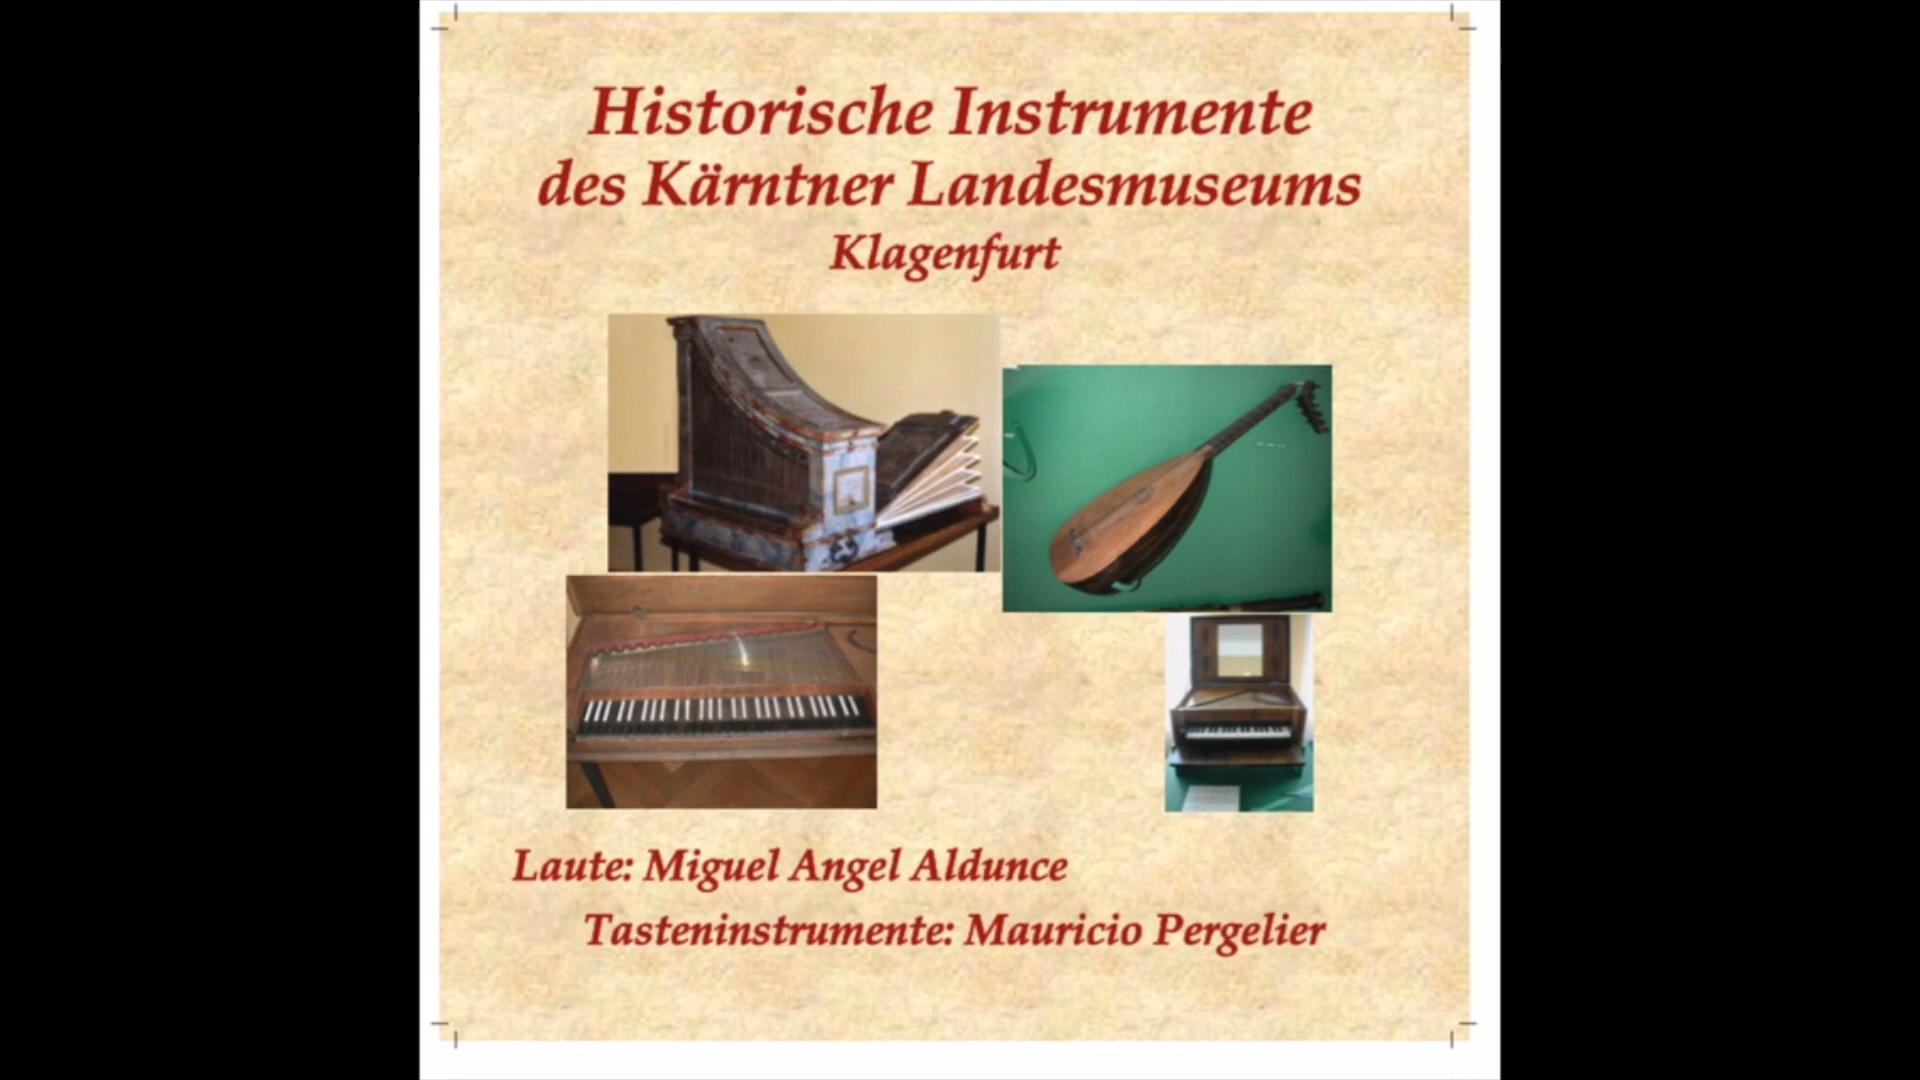 Historische Instrumente
des Kärntner Landesmuseums
Klagenfurt
Laute: Miguel Angel Aldunce
Tasteninstrumente: Mauricio Pergelier